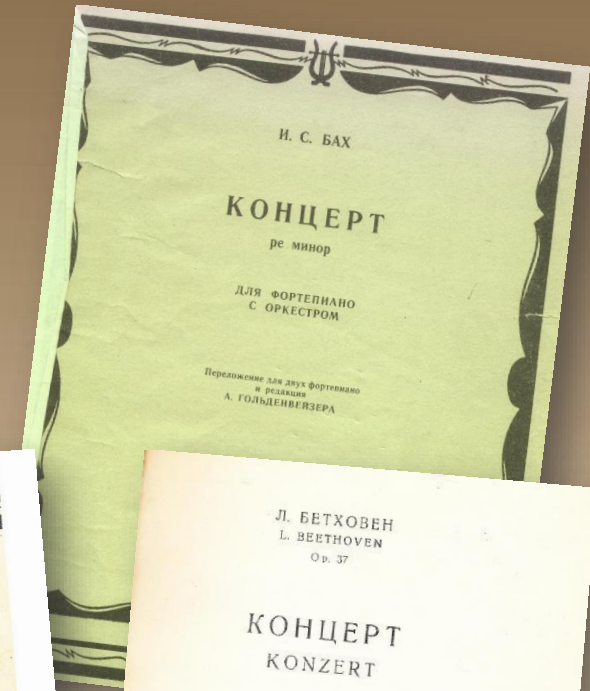 И. С. БАХ
КОНЦЕРТ
ре минор
ДЛЯ ФОРТЕПИАНО
С ОРКЕСТРОМ
Переложение для двух фортепиано
и редакция
А. ГОЛЬДЕНВЕЙЗЕРА
Л. БЕТХОВЕН
L. BEETHOVEN
Op. 37
КОНЦЕРТ
KONZERT